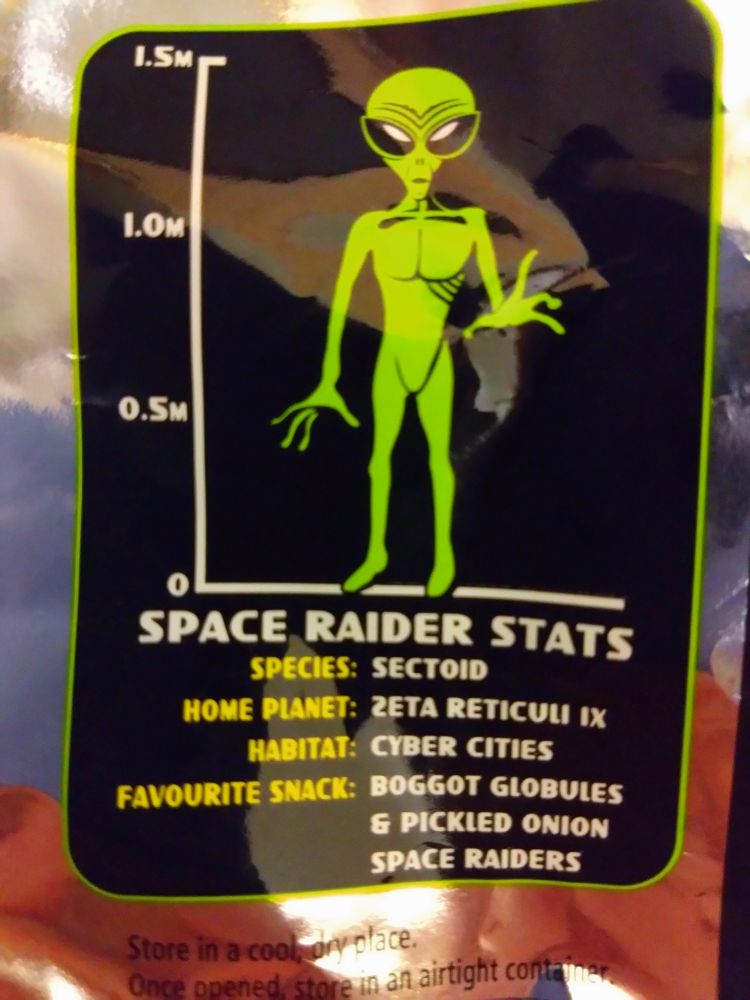 1.5M
1.0M
0.5M
0
SPACE RAIDER STATS
SPECIES: SECTOID
HOME PLANET: ZETA RETICULI IX
HABITAT: CYBER CITIES
FAVOURITE SNACK: BOGGOT GLOBULES
& PICKLED ONION
SPACE RAIDERS
Store in a cool, dry place.
Once opened, store in an airtight container.